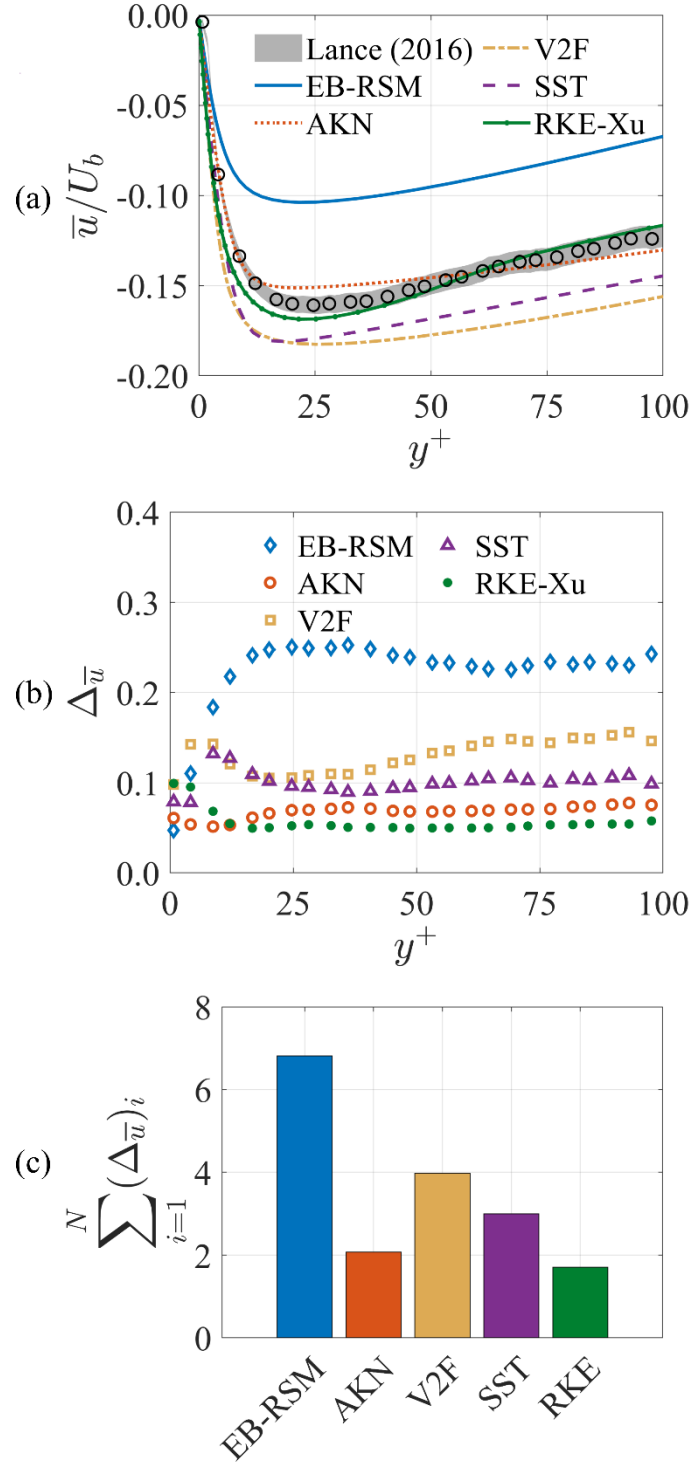 (a)
u̅/U_b
0.00
-0.05
-0.10
-0.15
-0.20
Lance (2016)
EB-RSM
AKN
V2F
SST
RKE-Xu
0 25 50 75 100
y⁺
(b)
Δ_u̅
0.4
0.3
0.2
0.1
0.0
EB-RSM
AKN
V2F
SST
RKE-Xu
0 25 50 75 100
y⁺
(c)
∑_{i=1}^{N}(Δ_u̅)_i
8
6
4
2
0
EB-RSM
AKN
V2F
SST
RKE